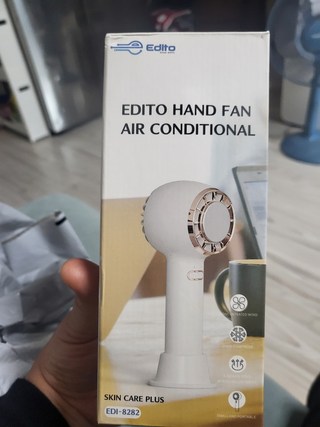 Edito
EDITO HAND FAN
AIR CONDITIONAL
SKIN CARE PLUS
EDI-8282